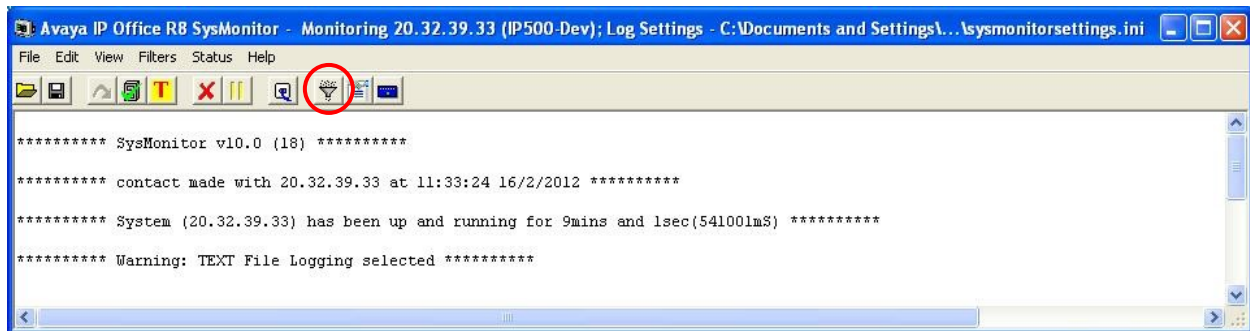 Avaya IP Office R8 SysMonitor - Monitoring 20.32.39.33 (IP500-Dev); Log Settings - C:\Documents and Settings\...\sysmonitorsettings.ini
File Edit View Filters Status Help
T
********** SysMonitor v10.0 (18) **********
********** contact made with 20.32.39.33 at 11:33:24 16/2/2012 **********
********** System (20.32.39.33) has been up and running for 9mins and 1sec(541001mS) **********
********** Warning: TEXT File Logging selected **********